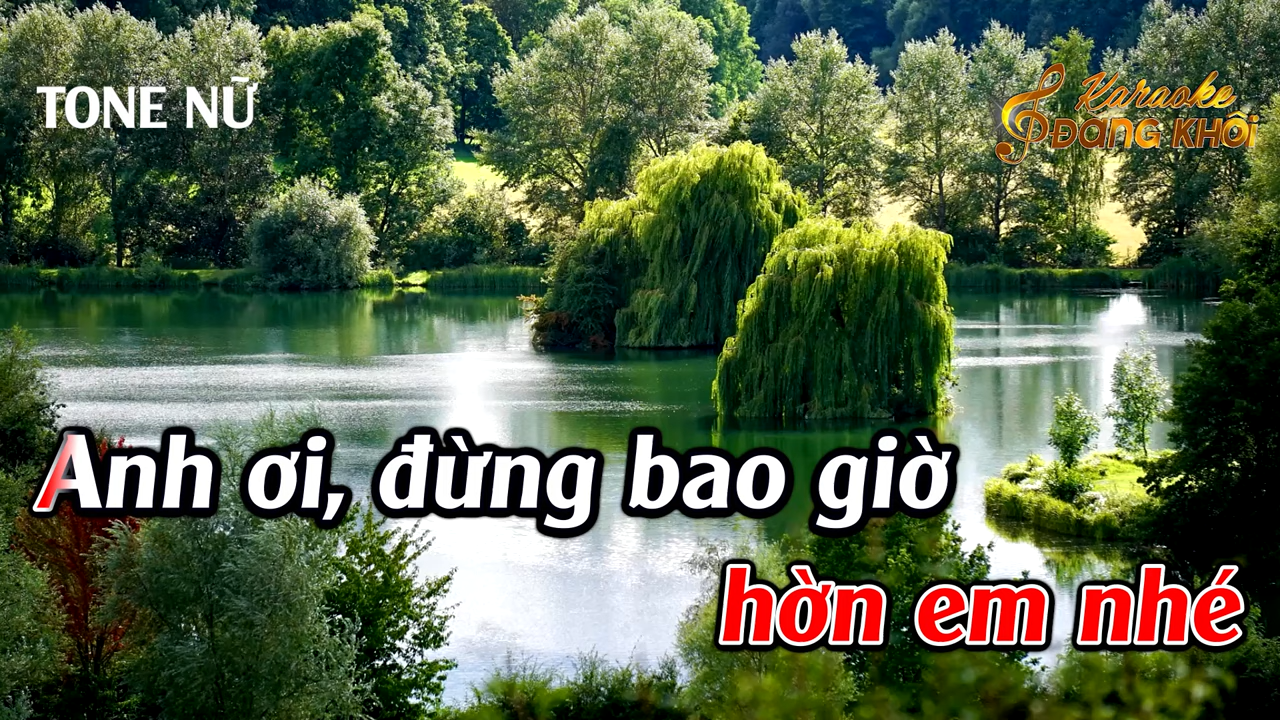 TONE NỮ
Karaoke
ĐĂNG KHÔI
Anh ơi, đừng bao giờ
hờn em nhé